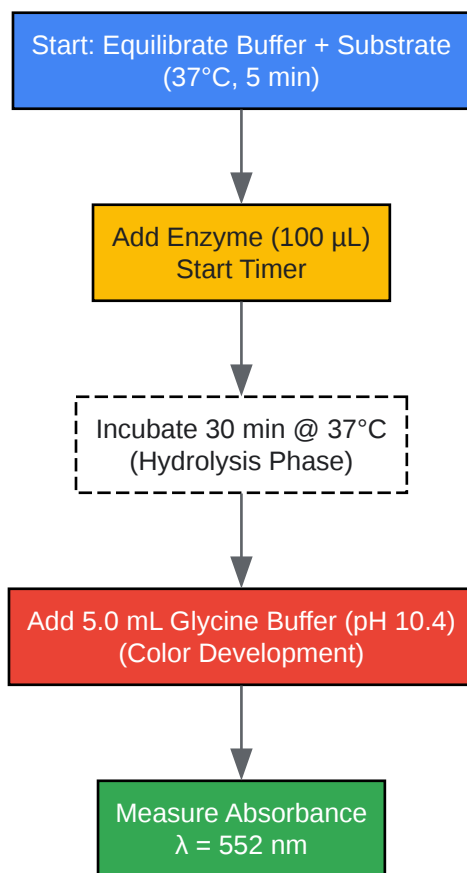 Start: Equilibrate Buffer + Substrate
(37°C, 5 min)
Add Enzyme (100 µL)
Start Timer
Incubate 30 min @ 37°C
(Hydrolysis Phase)
Add 5.0 mL Glycine Buffer (pH 10.4)
(Color Development)
Measure Absorbance
λ = 552 nm